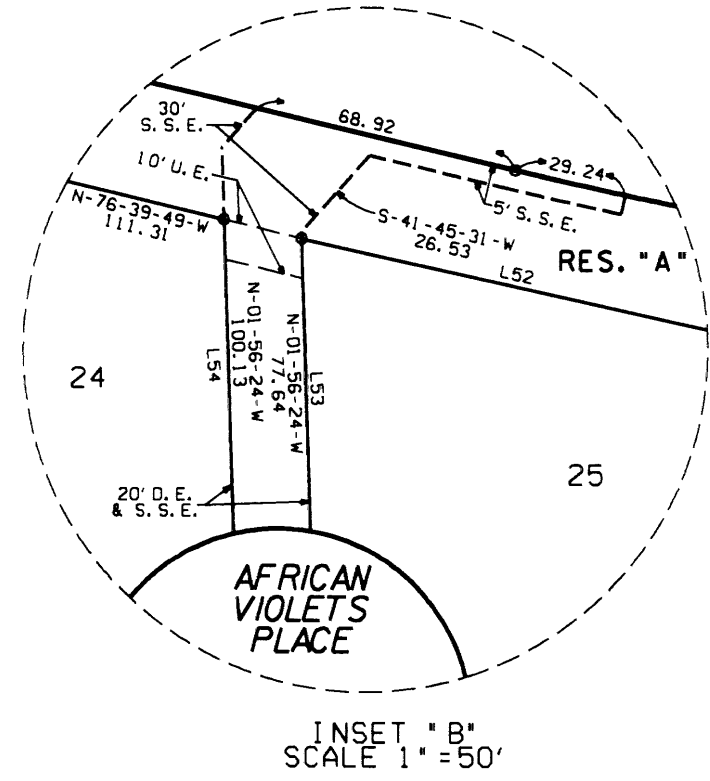 30'
S.S.E.
68.92
10' U.E.
29.24
N-76-39-49-W
111.31
5' S.S.E.
S-41-45-31-W
26.53
RES. "A"
L52
N-01-56-24-W
100.13
L54
N-01-56-24-W
77.64
L53
24
25
20' D.E.
& S.S.E.
AFRICAN
VIOLETS
PLACE
INSET "B"
SCALE 1"=50'